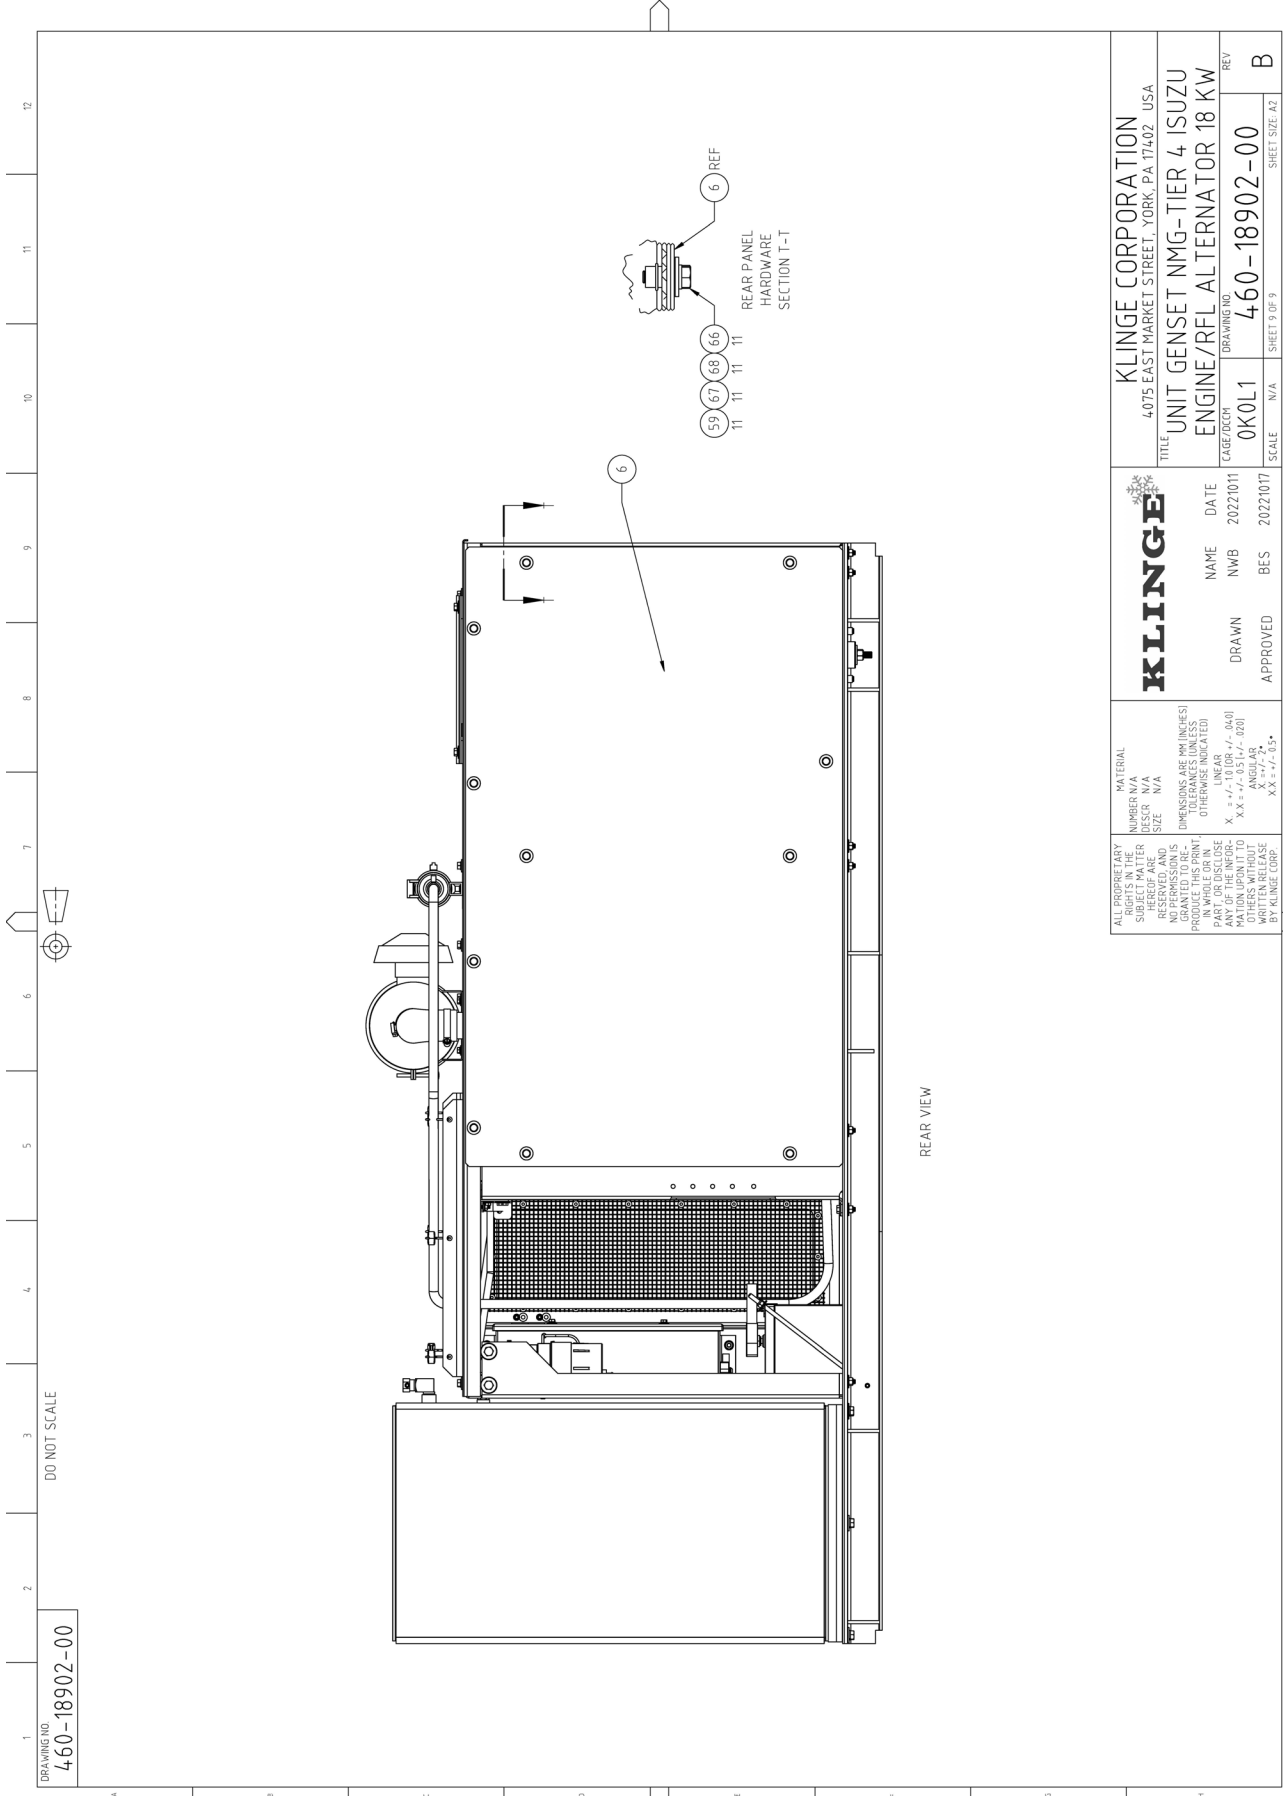 DRAWING NO.
460-18902-00
DO NOT SCALE
1
2
3
4
5
6
7
8
9
10
11
12
6
59 67 68 66
11 11 11 11
6 REF
REAR PANEL
HARDWARE
SECTION T-T
REAR VIEW
ALL PROPRIETARY
RIGHTS IN THE
SUBJECT MATTER
HEREOF ARE
RESERVED, AND
NO PERMISSION IS
GRANTED TO RE-
PRODUCE THIS PRINT,
IN WHOLE OR IN
PART, OR DISCLOSE
ANY OF THE INFOR-
MATION UPON IT TO
OTHERS WITHOUT
WRITTEN RELEASE
BY KLINGE CORP.
MATERIAL
NUMBER N/A
DESCR N/A
SIZE N/A
DIMENSIONS ARE MM [INCHES]
TOLERANCES (UNLESS
OTHERWISE INDICATED)
LINEAR
X = +/- 1.0 [OR +/- .040]
X.X = +/- 0.5 [+/- .020]
ANGULAR
X = +/- 2°
X.X = +/- 0.5°
KLINGE
NAME DATE
DRAWN NWB 20221011
APPROVED BES 20221017
KLINGE CORPORATION
4075 EAST MARKET STREET, YORK, PA 17402 USA
TITLE
UNIT GENSET NMG-TIER 4 ISUZU
ENGINE/RFL ALTERNATOR 18 KW
CAGE/DCCM
0K0L1
DRAWING NO.
460-18902-00
REV
B
SCALE N/A
SHEET 9 OF 9
SHEET SIZE: A2